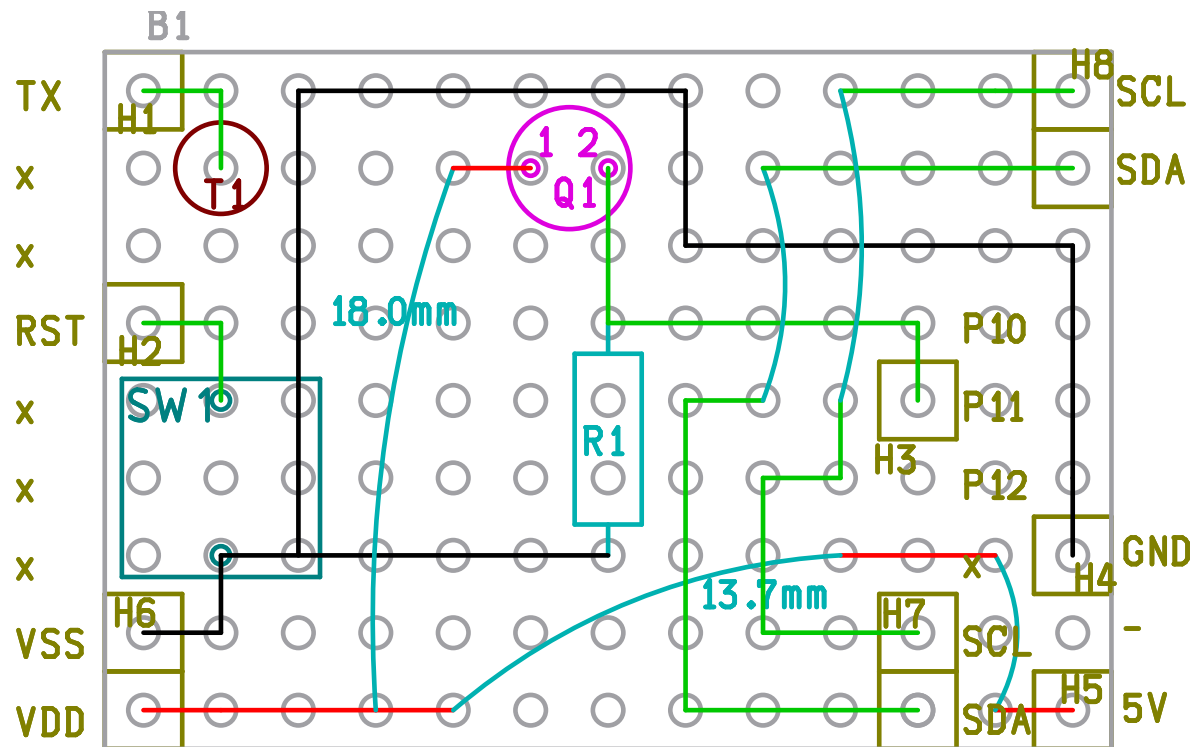 B1
TX
H1
H8
SCL
1 2
x
T1
Q1
SDA
x
18.0mm
RST
H2
P10
SW1
x
R1
P11
H3
x
P12
x
x
H4
GND
13.7mm
H6
VSS
H7
SCL
-
VDD
SDA
H5
5V